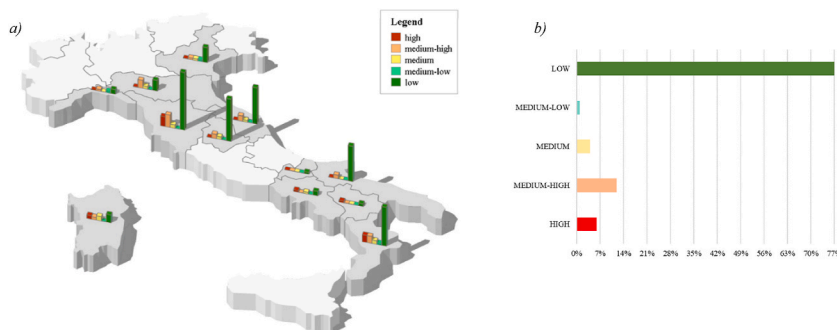 a)
Legend
high
medium-high
medium
medium-low
low
b)
LOW
MEDIUM-LOW
MEDIUM
MEDIUM-HIGH
HIGH
0% 7% 14% 21% 28% 35% 42% 49% 56% 63% 70% 77%